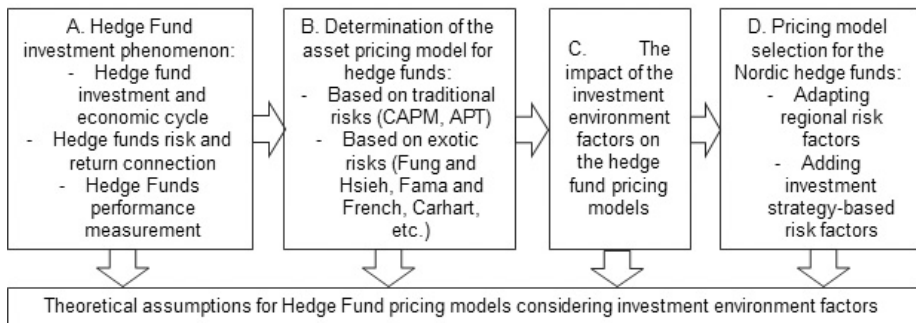 A. Hedge Fund
investment phenomenon:
- Hedge fund
investment and
economic cycle
- Hedge funds risk and
return connection
- Hedge Funds
performance
measurement
B. Determination of the
asset pricing model for
hedge funds:
- Based on traditional
risks (CAPM, APT)
- Based on exotic
risks (Fung and
Hsieh, Fama and
French, Carhart,
etc.)
C. The
impact of the
investment
environment
factors on
the hedge
fund pricing
models
D. Pricing model
selection for the
Nordic hedge funds:
- Adapting
regional risk
factors
- Adding
investment
strategy-based
risk factors
Theoretical assumptions for Hedge Fund pricing models considering investment environment factors